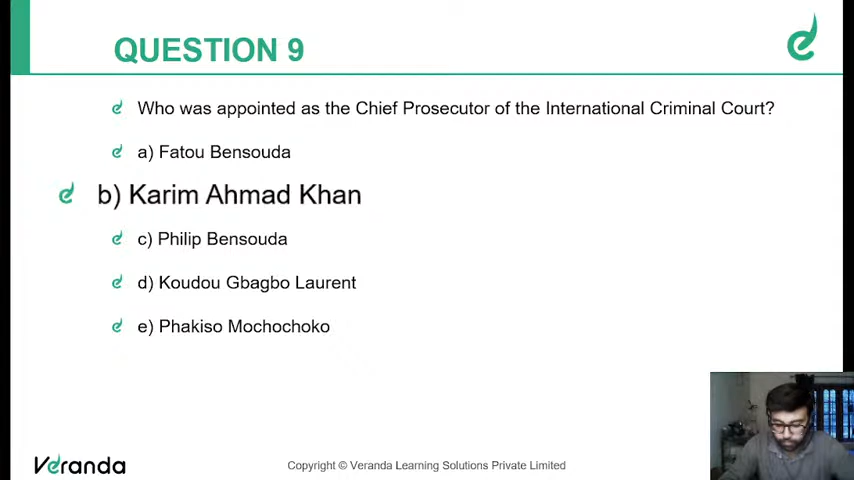 QUESTION 9
Who was appointed as the Chief Prosecutor of the International Criminal Court?
a) Fatou Bensouda
b) Karim Ahmad Khan
c) Philip Bensouda
d) Koudou Gbagbo Laurent
e) Phakiso Mochochoko
Veranda
Copyright © Veranda Learning Solutions Private Limited